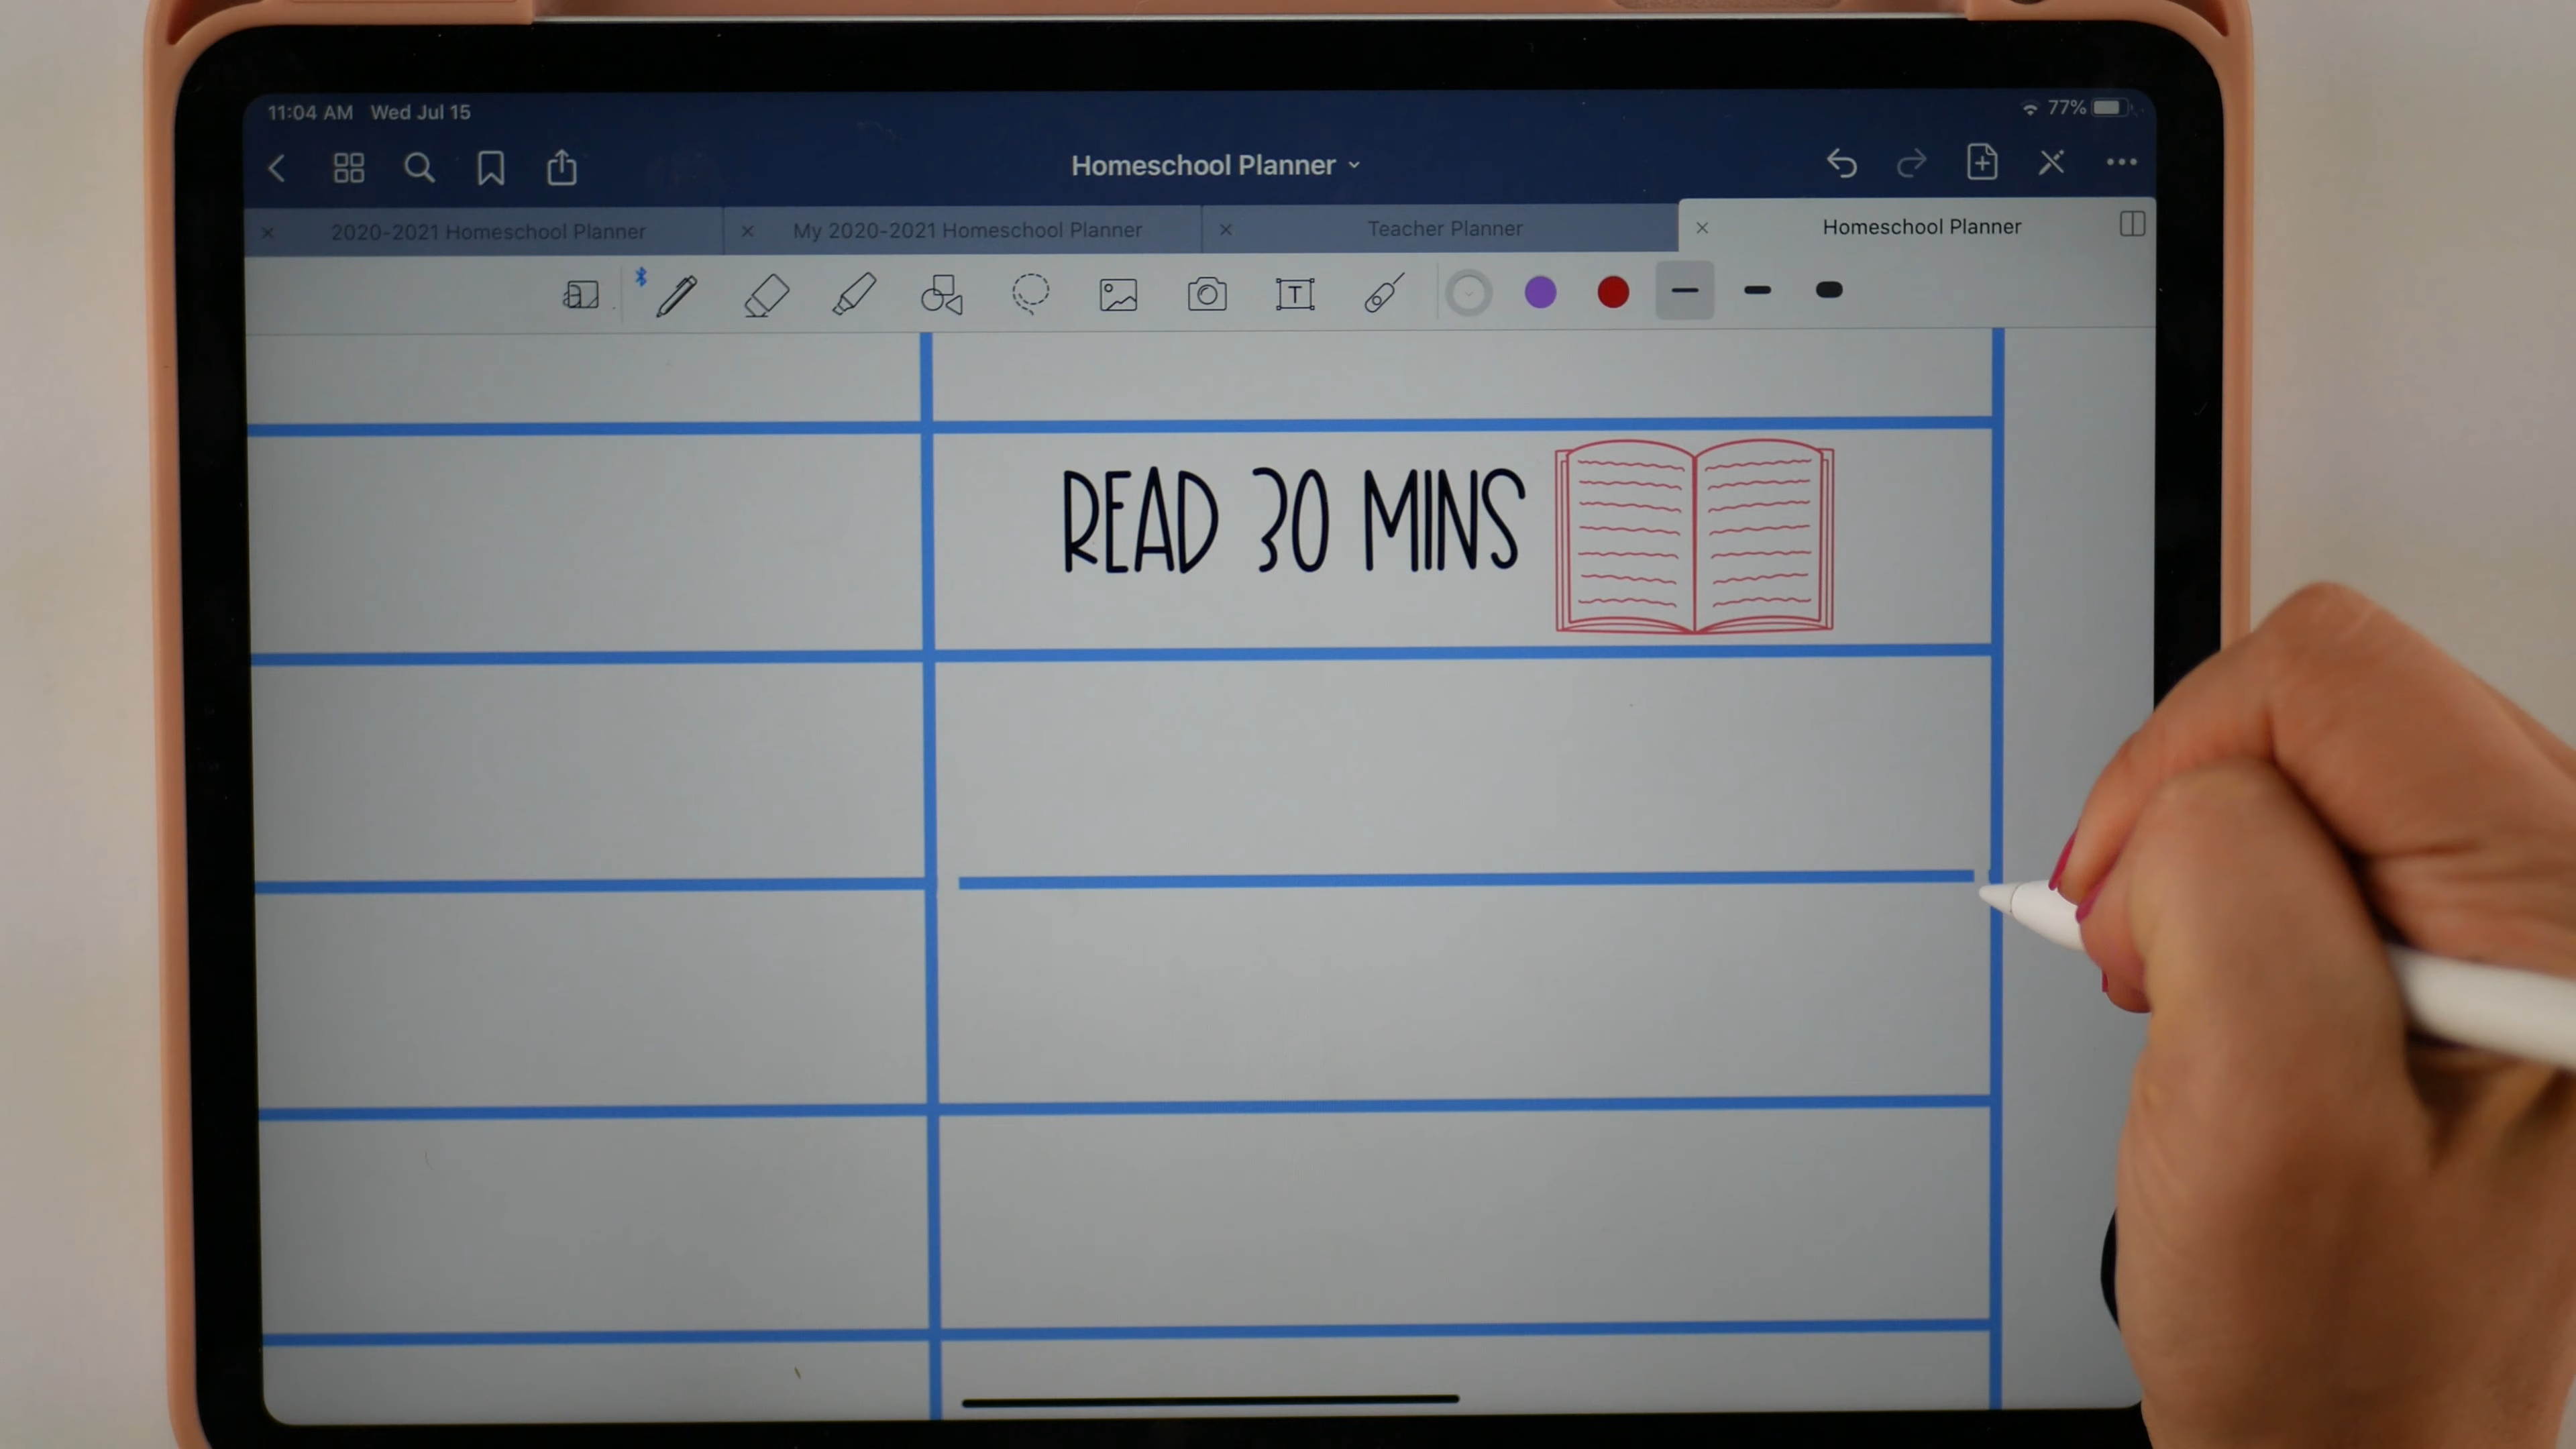 11:04 AM Wed Jul 15
77%
Homeschool Planner
2020-2021 Homeschool Planner
My 2020-2021 Homeschool Planner
Teacher Planner
Homeschool Planner
READ 30 MINS